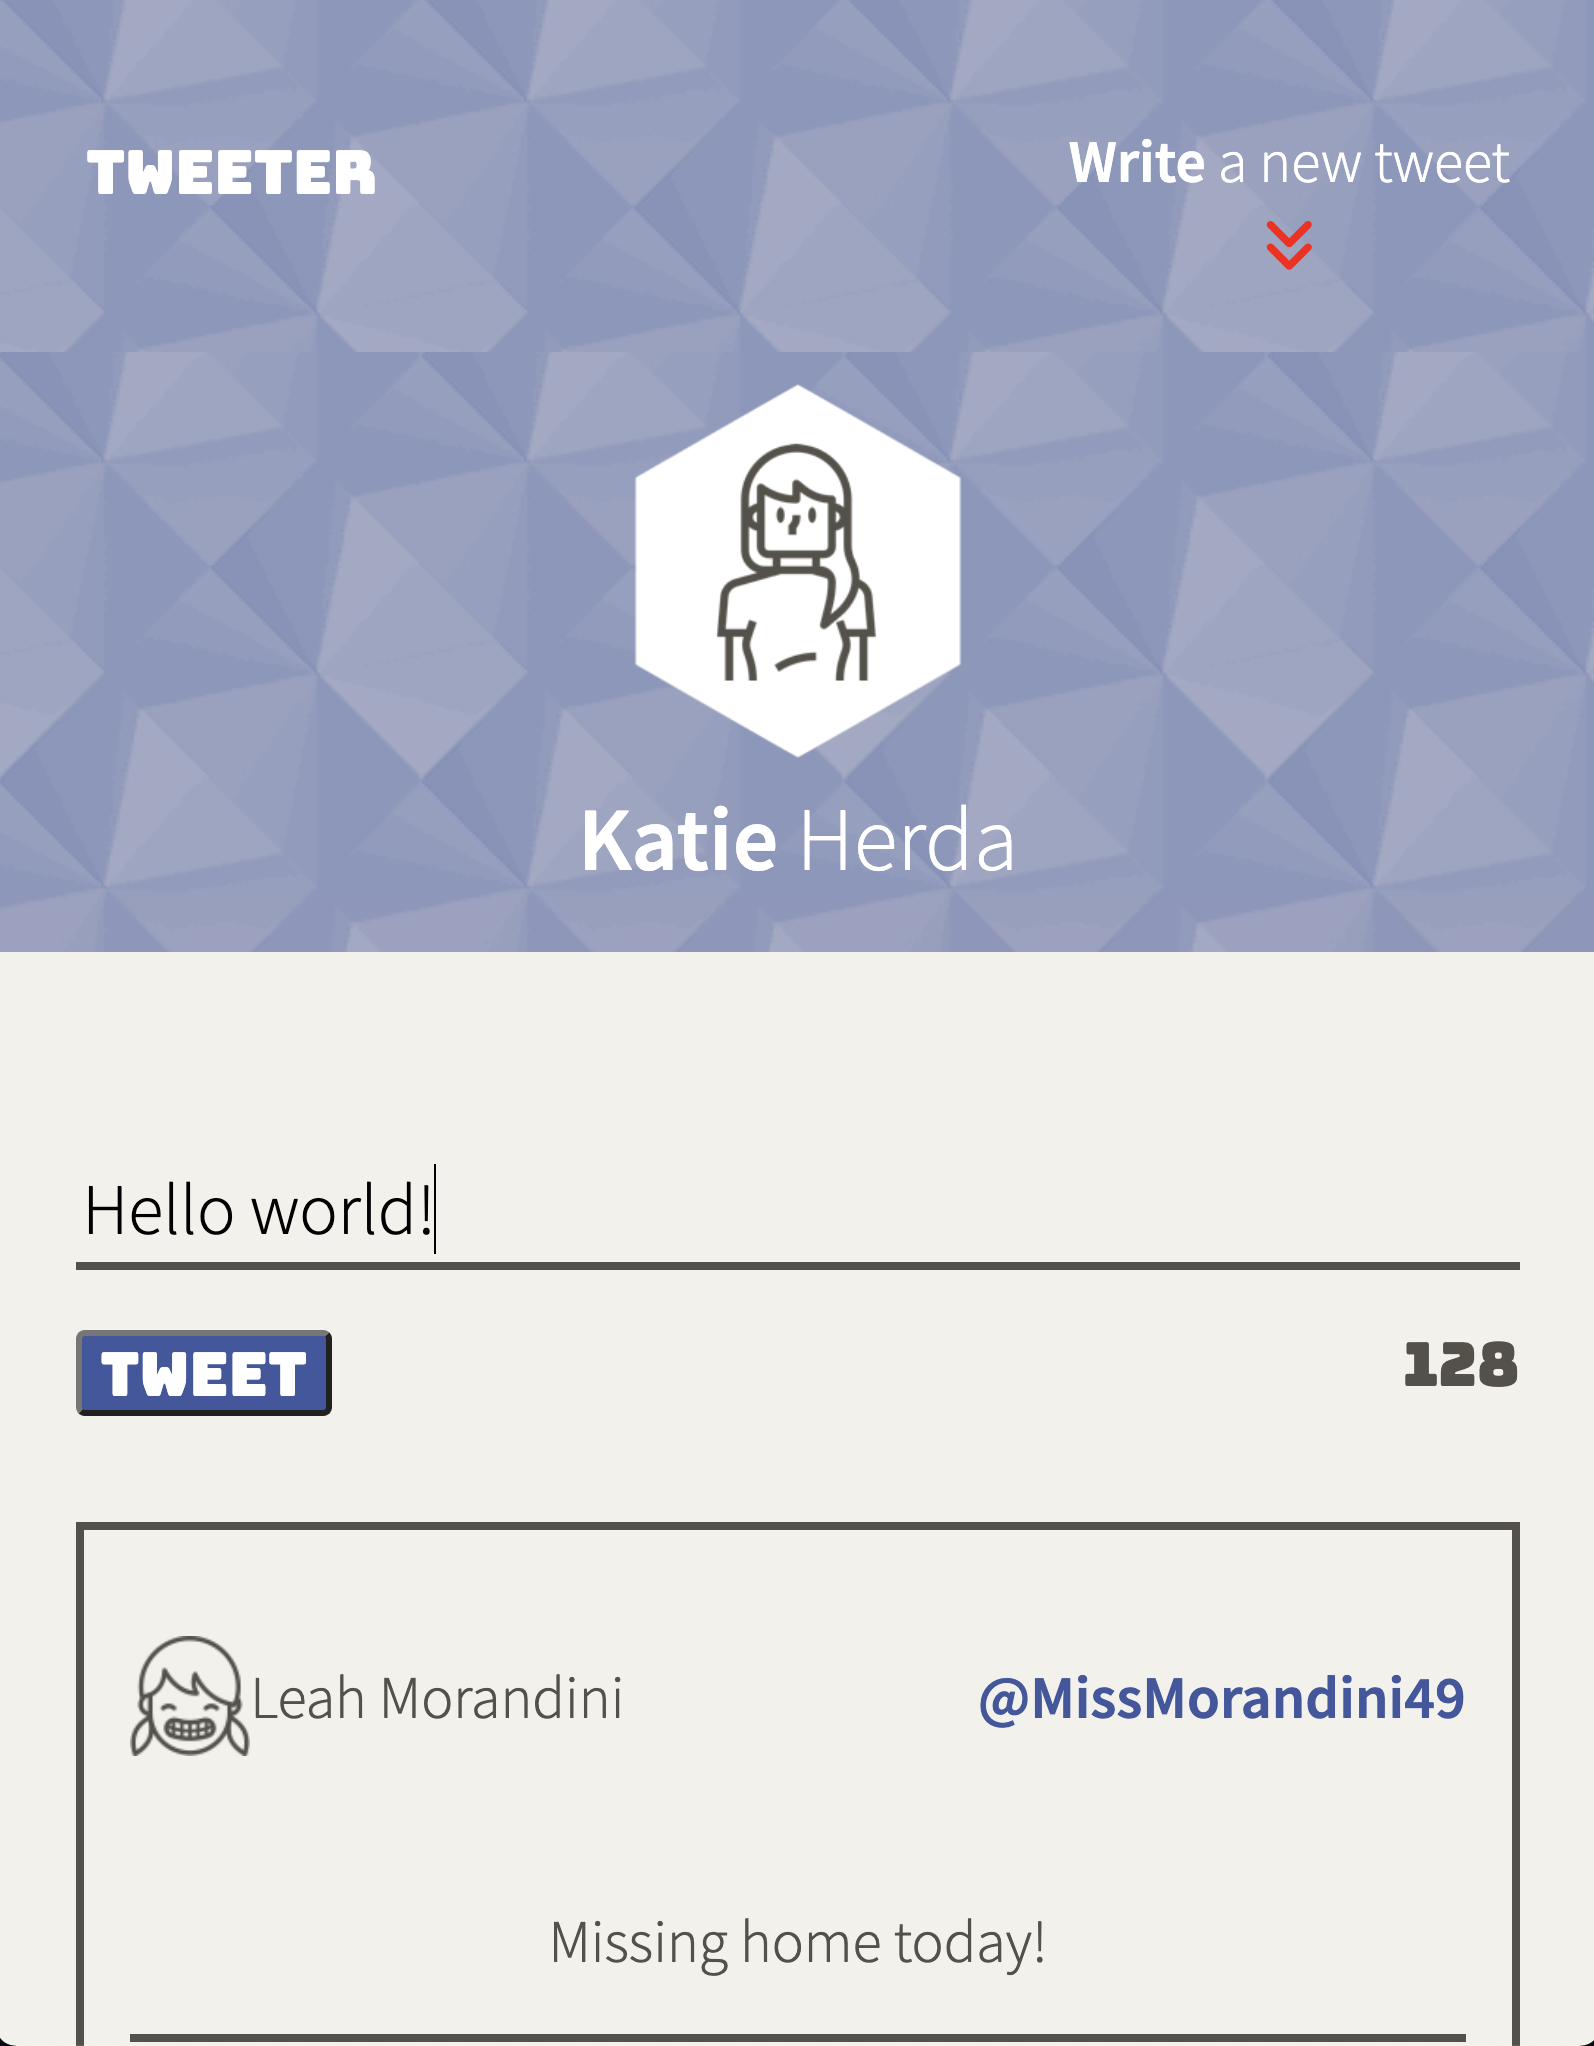 TWEETER
Write a new tweet
Katie Herda
Hello world!
TWEET
128
Leah Morandini
@MissMorandini49
Missing home today!